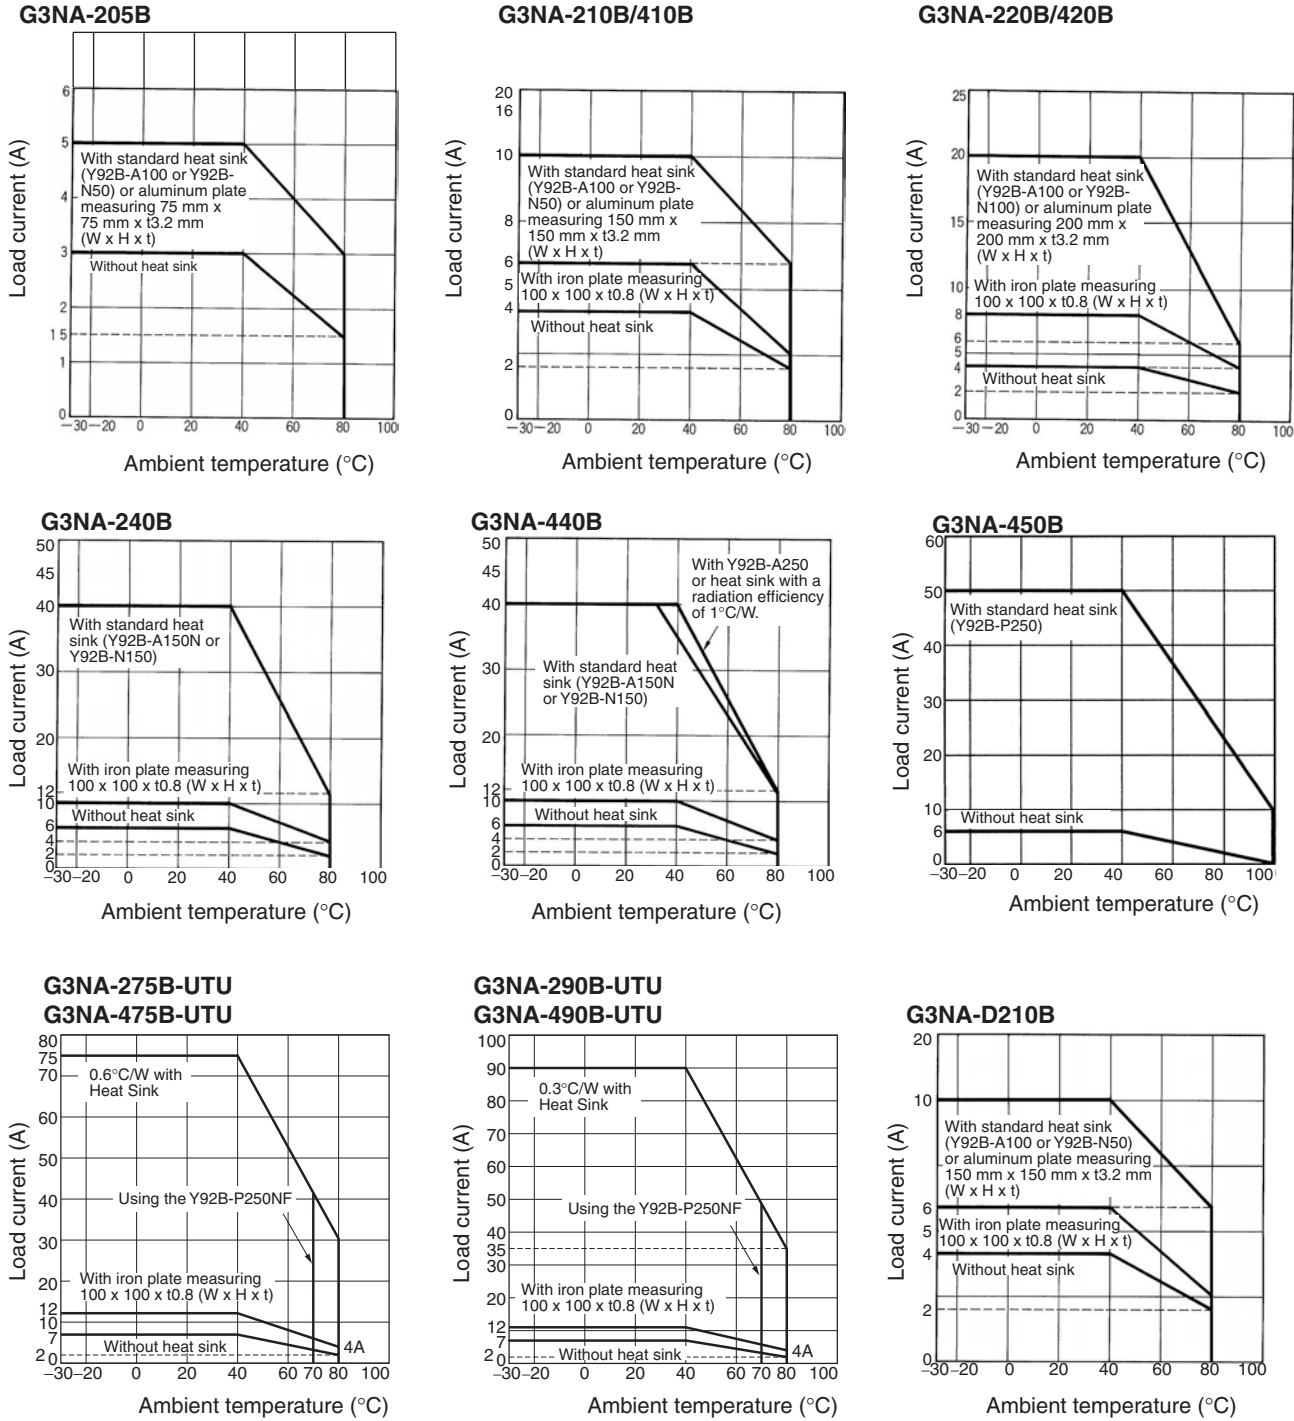 G3NA-205B
Load current (A)
6
5
4
3
2
1 5
1
0
With standard heat sink
(Y92B-A100 or Y92B-
N50) or aluminum plate
measuring 75 mm x
75 mm x t3.2 mm
(W x H x t)
Without heat sink
−30−20 0 20 40 60 80 100
Ambient temperature (°C)
G3NA-210B/410B
Load current (A)
20
16
10
8
6
5
4
2
0
With standard heat sink
(Y92B-A100 or Y92B-
N50) or aluminum plate
measuring 150 mm x
150 mm x t3.2 mm
(W x H x t)
With iron plate measuring
100 x 100 x t0.8 (W x H x t)
Without heat sink
−30−20 0 20 40 60 80 100
Ambient temperature (°C)
G3NA-220B/420B
Load current (A)
25
20
15
10
8
6
5
4
2
0
With standard heat sink
(Y92B-A100 or Y92B-
N100) or aluminum plate
measuring 200 mm x
200 mm x t3.2 mm
(W x H x t)
With iron plate measuring
100 x 100 x t0.8 (W x H x t)
Without heat sink
−30 −20 0 20 40 60 80 100
Ambient temperature (°C)
G3NA-240B
Load current (A)
50
45
40
30
20
12
10
6
4
2
0
With standard heat
sink (Y92B-A150N or
Y92B-N150)
With iron plate measuring
100 x 100 x t0.8 (W x H x t)
Without heat sink
−30−20 0 20 40 60 80 100
Ambient temperature (°C)
G3NA-440B
Load current (A)
50
45
40
30
20
12
10
6
4
2
0
With Y92B-A250
or heat sink with a
radiation efficiency
of 1°C/W.
With standard heat
sink (Y92B-A150N
or Y92B-N150)
With iron plate measuring
100 x 100 x t0.8 (W x H x t)
Without heat sink
−30−20 0 20 40 60 80 100
Ambient temperature (°C)
G3NA-450B
Load current (A)
60
50
40
30
20
10
6
0
With standard heat sink
(Y92B-P250)
Without heat sink
−30−20 0 20 40 60 80 100
Ambient temperature (°C)
G3NA-275B-UTU
G3NA-475B-UTU
Load current (A)
80
75
70
60
50
40
30
20
12
10
7
2
0
0.6°C/W with
Heat Sink
Using the Y92B-P250NF
With iron plate measuring
100 x 100 x t0.8 (W x H x t)
Without heat sink
4A
−30−20 0 20 40 60 70 80 100
Ambient temperature (°C)
G3NA-290B-UTU
G3NA-490B-UTU
Load current (A)
100
90
80
70
60
50
40
35
30
20
12
7
2
0
0.3°C/W with
Heat Sink
Using the Y92B-P250NF
With iron plate measuring
100 x 100 x t0.8 (W x H x t)
Without heat sink
4A
−30−20 0 20 40 60 70 80 100
Ambient temperature (°C)
G3NA-D210B
Load current (A)
20
10
6
5
4
2
0
With standard heat sink
(Y92B-A100 or Y92B-N50)
or aluminum plate measuring
150 mm x 150 mm x t3.2 mm
(W x H x t)
With iron plate measuring
100 x 100 x t0.8 (W x H x t)
Without heat sink
−30−20 0 20 40 60 80 100
Ambient temperature (°C)